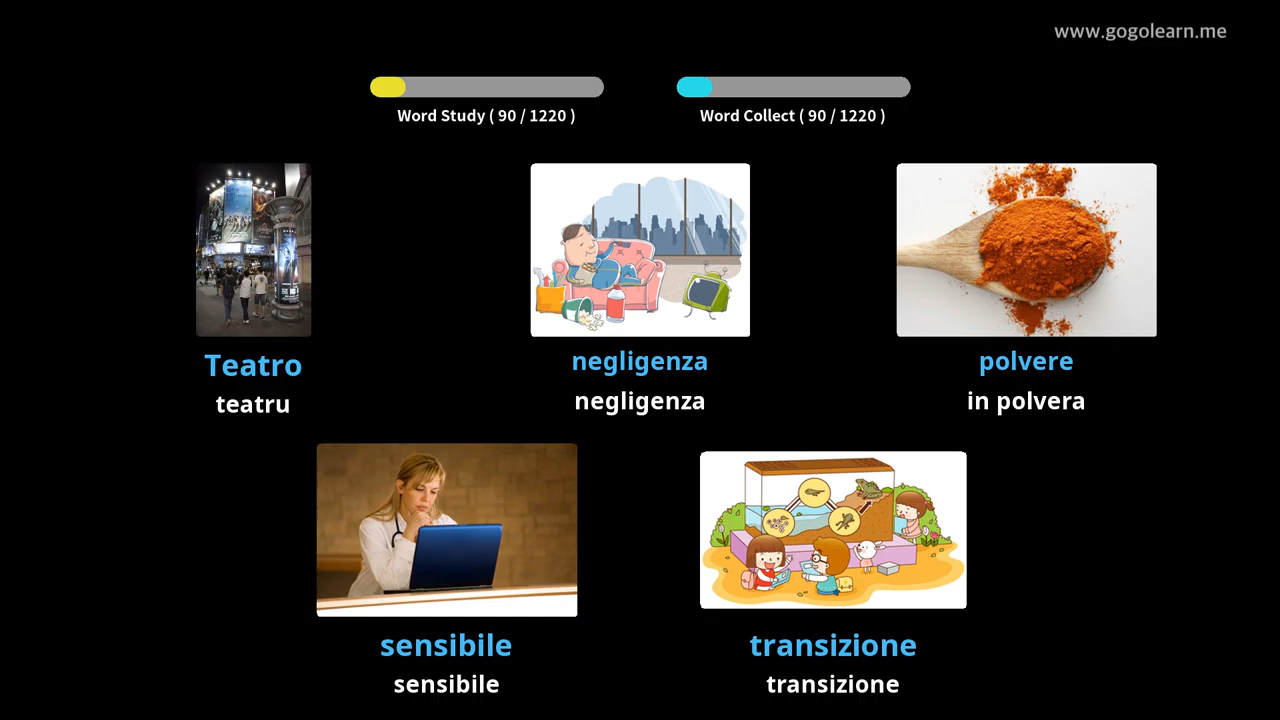 www.gogolearn.me
Word Study ( 90 / 1220 )
Word Collect ( 90 / 1220 )
Teatro
teatru
negligenza
negligenza
polvere
in polvera
sensibile
sensibile
transizione
transizione